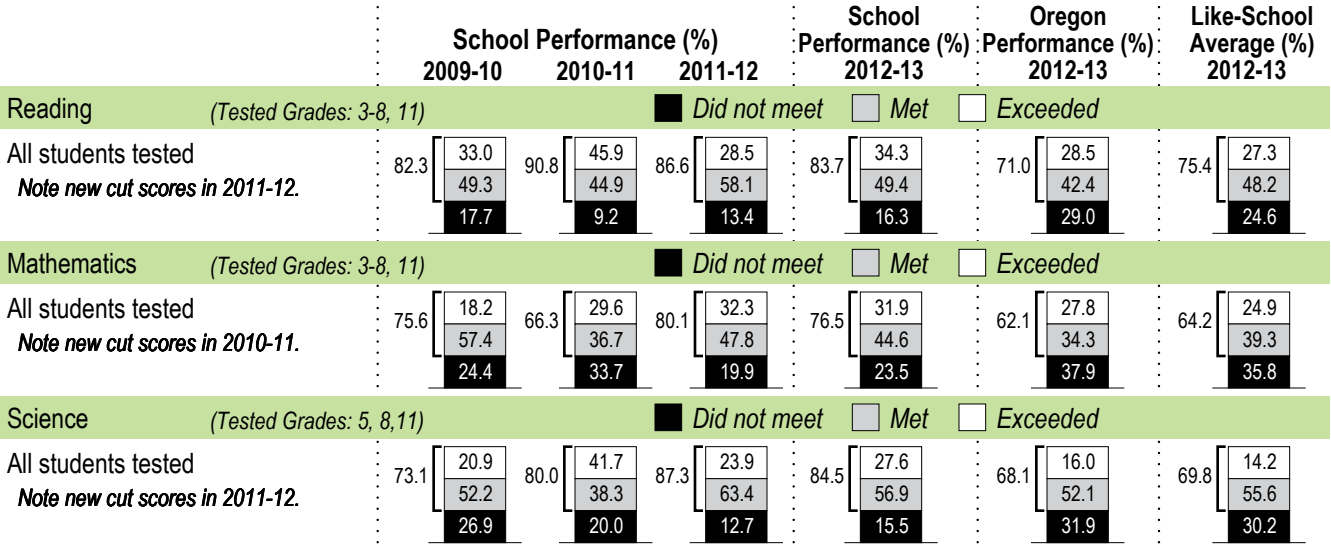 School Performance (%)
2009-10 2010-11 2011-12
School
Performance (%)
2012-13
Oregon
Performance (%)
2012-13
Like-School
Average (%)
2012-13
Reading (Tested Grades: 3-8, 11) Did not meet Met Exceeded
All students tested
Note new cut scores in 2011-12.
82.3 33.0 49.3 17.7
90.8 45.9 44.9 9.2
86.6 28.5 58.1 13.4
83.7 34.3 49.4 16.3
71.0 28.5 42.4 29.0
75.4 27.3 48.2 24.6
Mathematics (Tested Grades: 3-8, 11) Did not meet Met Exceeded
All students tested
Note new cut scores in 2010-11.
75.6 18.2 57.4 24.4
66.3 29.6 36.7 33.7
80.1 32.3 47.8 19.9
76.5 31.9 44.6 23.5
62.1 27.8 34.3 37.9
64.2 24.9 39.3 35.8
Science (Tested Grades: 5, 8,11) Did not meet Met Exceeded
All students tested
Note new cut scores in 2011-12.
73.1 20.9 52.2 26.9
80.0 41.7 38.3 20.0
87.3 23.9 63.4 12.7
84.5 27.6 56.9 15.5
68.1 16.0 52.1 31.9
69.8 14.2 55.6 30.2